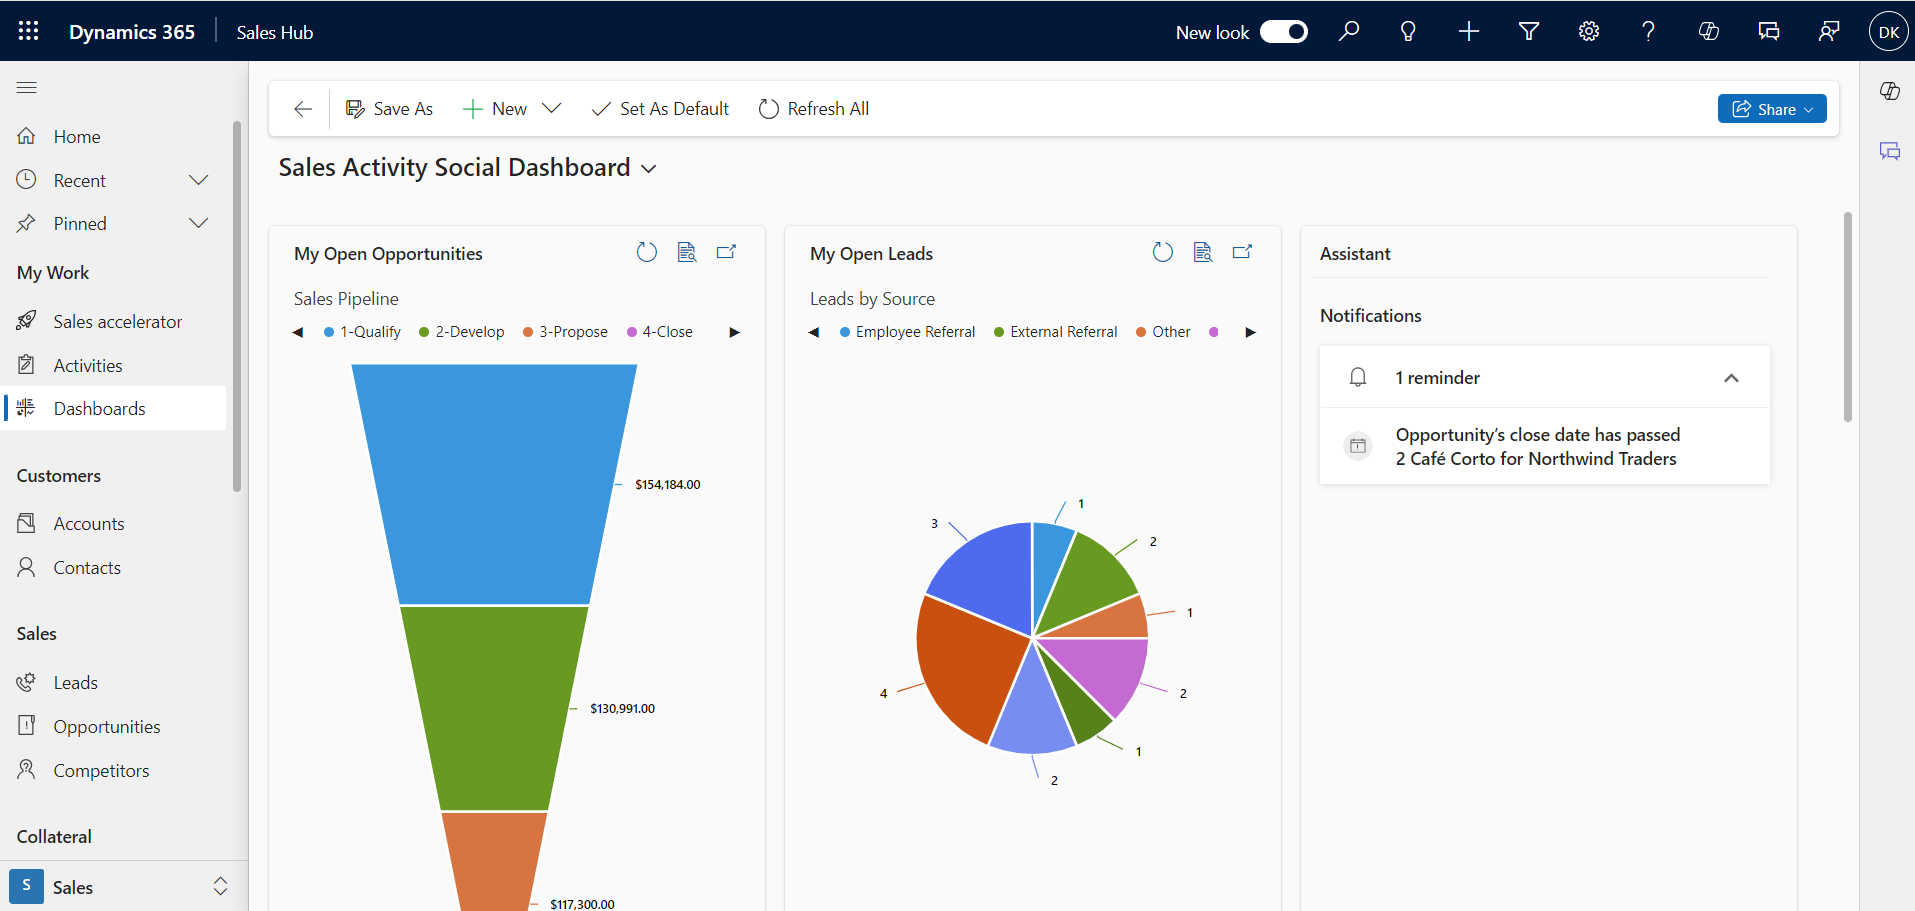 Dynamics 365 Sales Hub
New look
DK
Home
Recent
Pinned
My Work
Sales accelerator
Activities
Dashboards
Customers
Accounts
Contacts
Sales
Leads
Opportunities
Competitors
Collateral
S Sales
Save As New Set As Default Refresh All
Share
Sales Activity Social Dashboard
My Open Opportunities
Sales Pipeline
1-Qualify 2-Develop 3-Propose 4-Close
$154,184.00
$130,991.00
$117,300.00
My Open Leads
Leads by Source
Employee Referral External Referral Other
1
3
2
1
4
2
1
2
Assistant
Notifications
1 reminder
Opportunity’s close date has passed
2 Café Corto for Northwind Traders